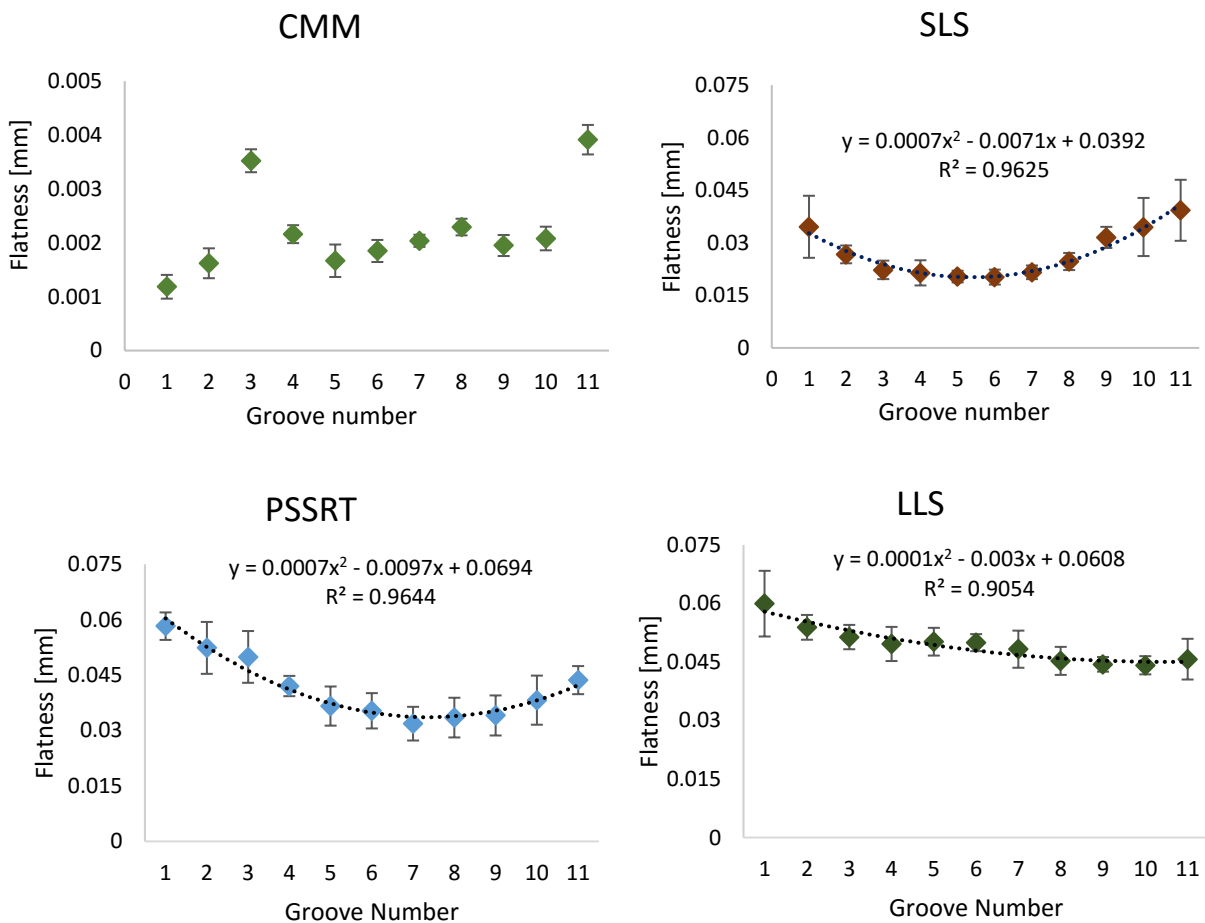 CMM
0.005
0.004
0.003
0.002
0.001
0
Flatness [mm]
0 1 2 3 4 5 6 7 8 9 10 11
Groove number
SLS
0.075
0.06
0.045
0.03
0.015
0
Flatness [mm]
y = 0.0007x² - 0.0071x + 0.0392
R² = 0.9625
0 1 2 3 4 5 6 7 8 9 10 11
Groove number
PSSRT
0.075
0.06
0.045
0.03
0.015
0
Flatness [mm]
y = 0.0007x² - 0.0097x + 0.0694
R² = 0.9644
1 2 3 4 5 6 7 8 9 10 11
Groove Number
LLS
0.075
0.06
0.045
0.03
0.015
0
Flatness [mm]
y = 0.0001x² - 0.003x + 0.0608
R² = 0.9054
1 2 3 4 5 6 7 8 9 10 11
Groove Number